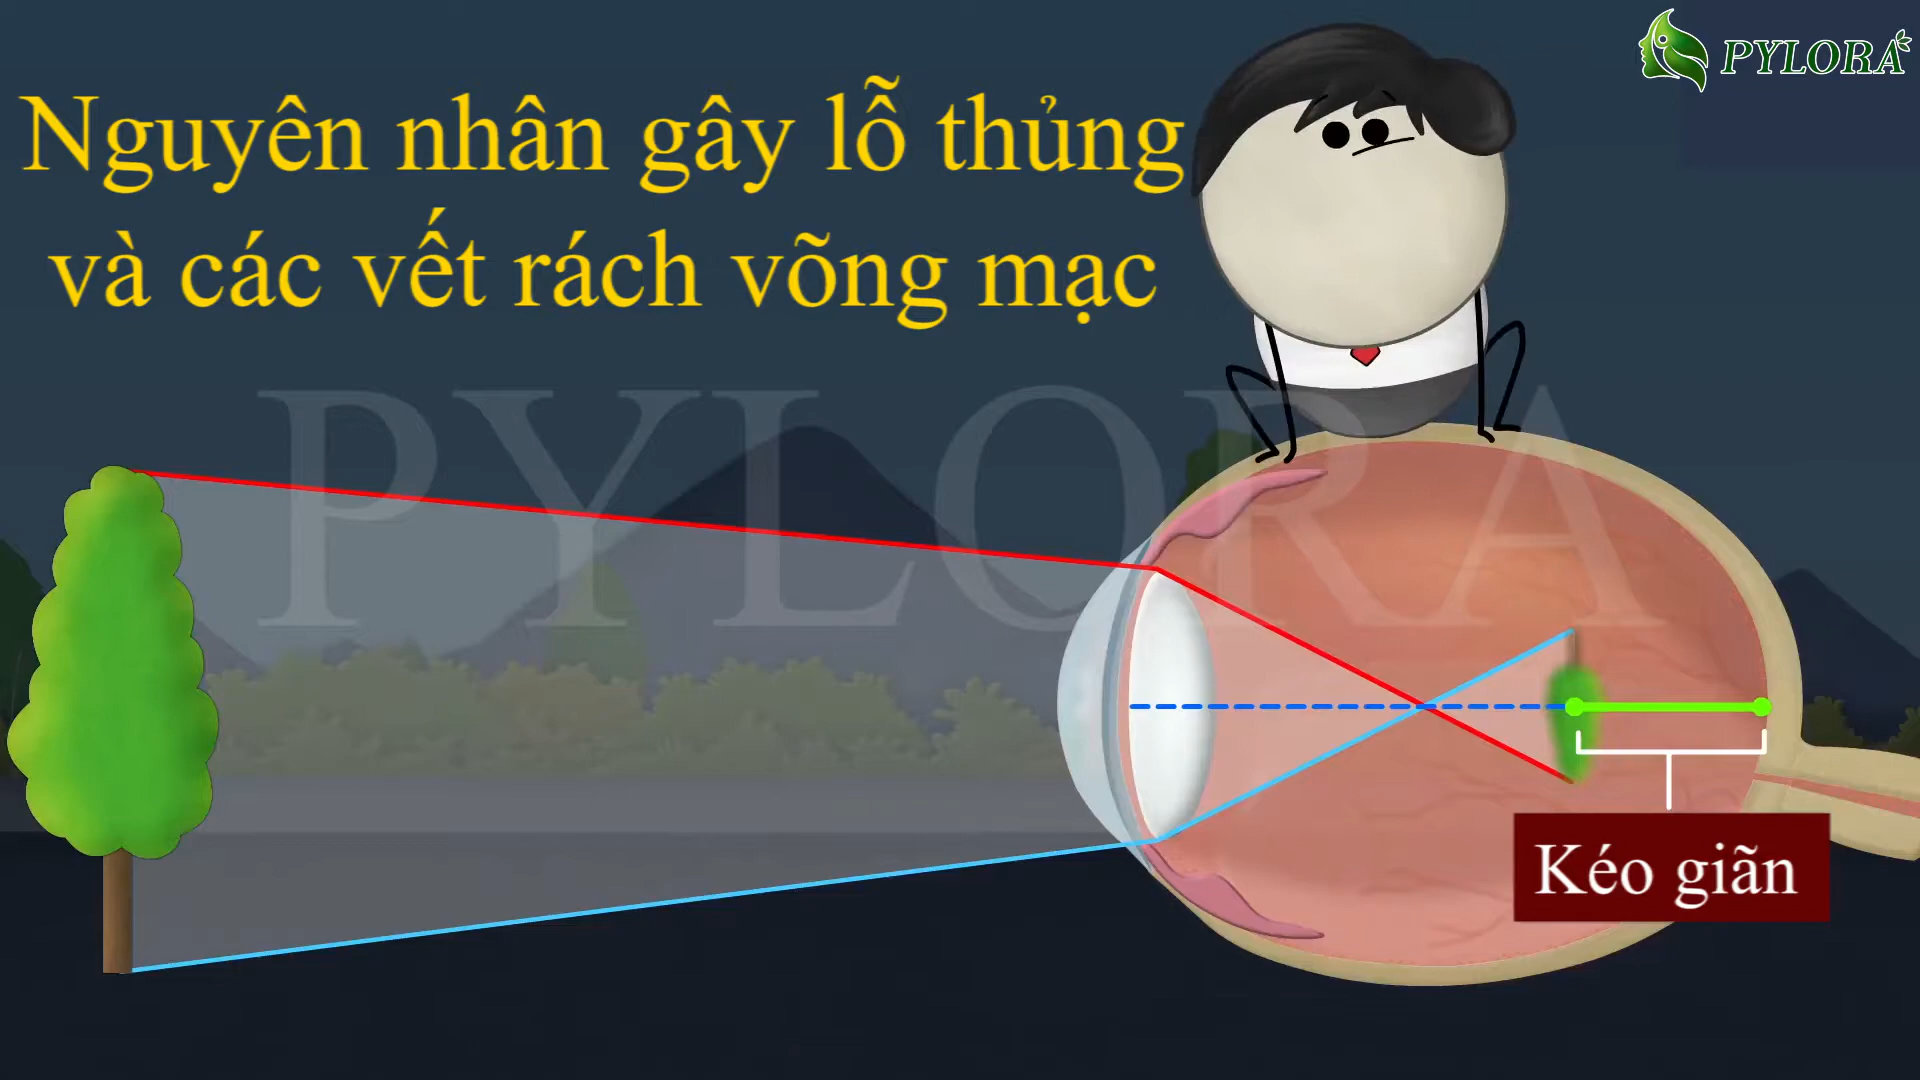 PYLORA
Nguyên nhân gây lỗ thủng
và các vết rách võng mạc
PYLORA
Kéo giãn